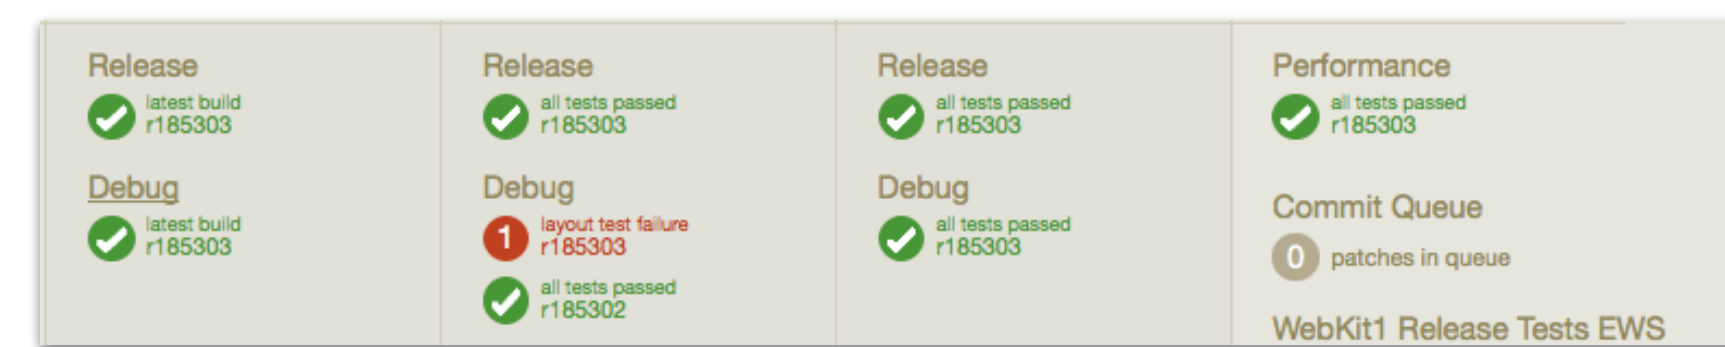 Release
latest build
r185303
Debug
latest build
r185303
Release
all tests passed
r185303
Debug
1
layout test failure
r185303
all tests passed
r185302
Release
all tests passed
r185303
Debug
all tests passed
r185303
Performance
all tests passed
r185303
Commit Queue
0
patches in queue
WebKit1 Release Tests EWS